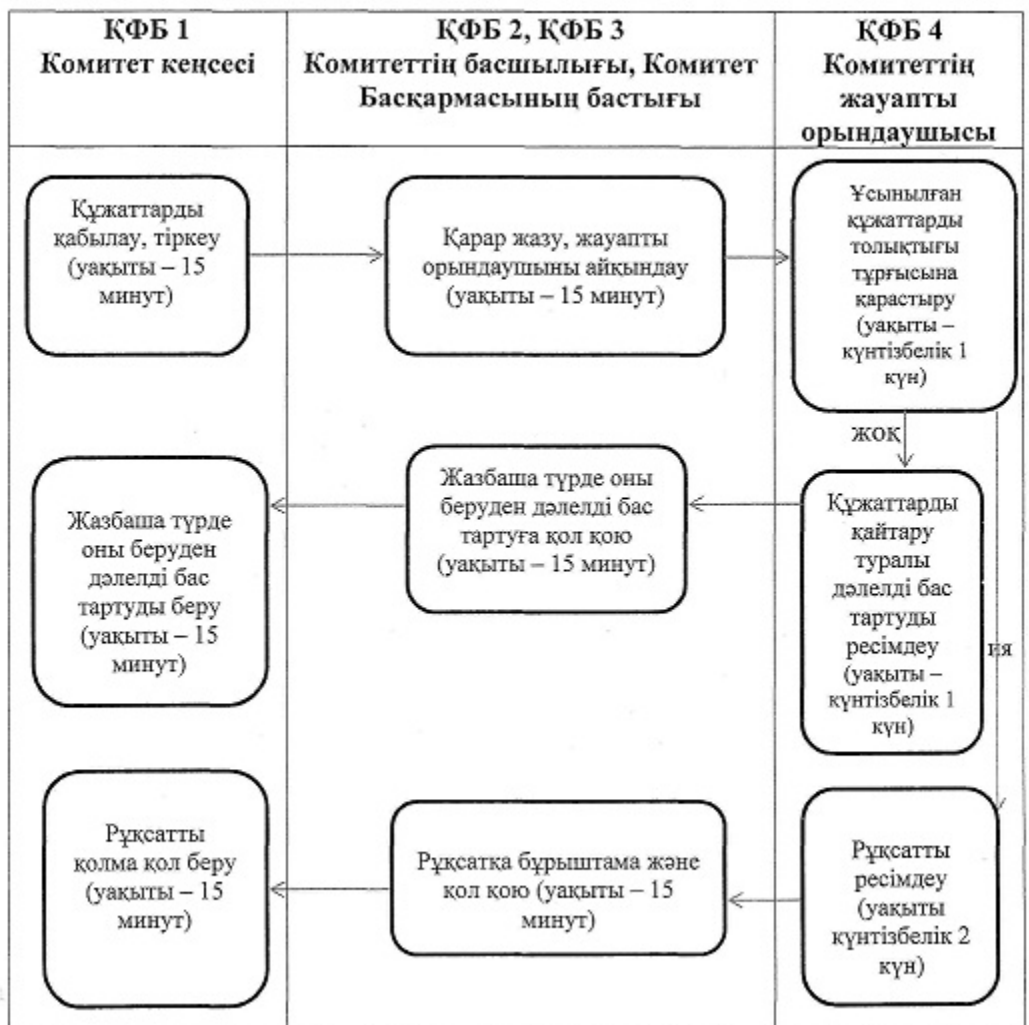 ҚФБ 1
Комитет кеңсесі
ҚФБ 2, ҚФБ 3
Комитеттің басшылығы, Комитет
Басқармасының бастығы
ҚФБ 4
Комитеттің
жауапты
орындаушысы
Құжаттарды
қабылау, тіркеу
(уақыты – 15
минут)
Қарар жазу, жауапты
орындаушыны айқындау
(уақыты – 15 минут)
Ұсынылған
құжаттарды
толықтығы
тұрғысына
қарастыру
(уақыты –
күнтізбелік 1
күн)
жоқ
Жазбаша түрде
оны беруден
дәлелді бас
тартуды беру
(уақыты – 15
минут)
Жазбаша түрде оны
беруден дәлелді бас
тартуға қол қою
(уақыты – 15 минут)
Құжаттарды
қайтару
туралы
дәлелді бас
тартуды
ресімдеу
(уақыты –
күнтізбелік 1
күн)
ия
Рұқсатты
қолма қол беру
(уақыты – 15
минут)
Рұқсатқа бұрыштама және
қол қою (уақыты – 15
минут)
Рұқсатты
ресімдеу
(уақыты
күнтізбелік 2
күн)